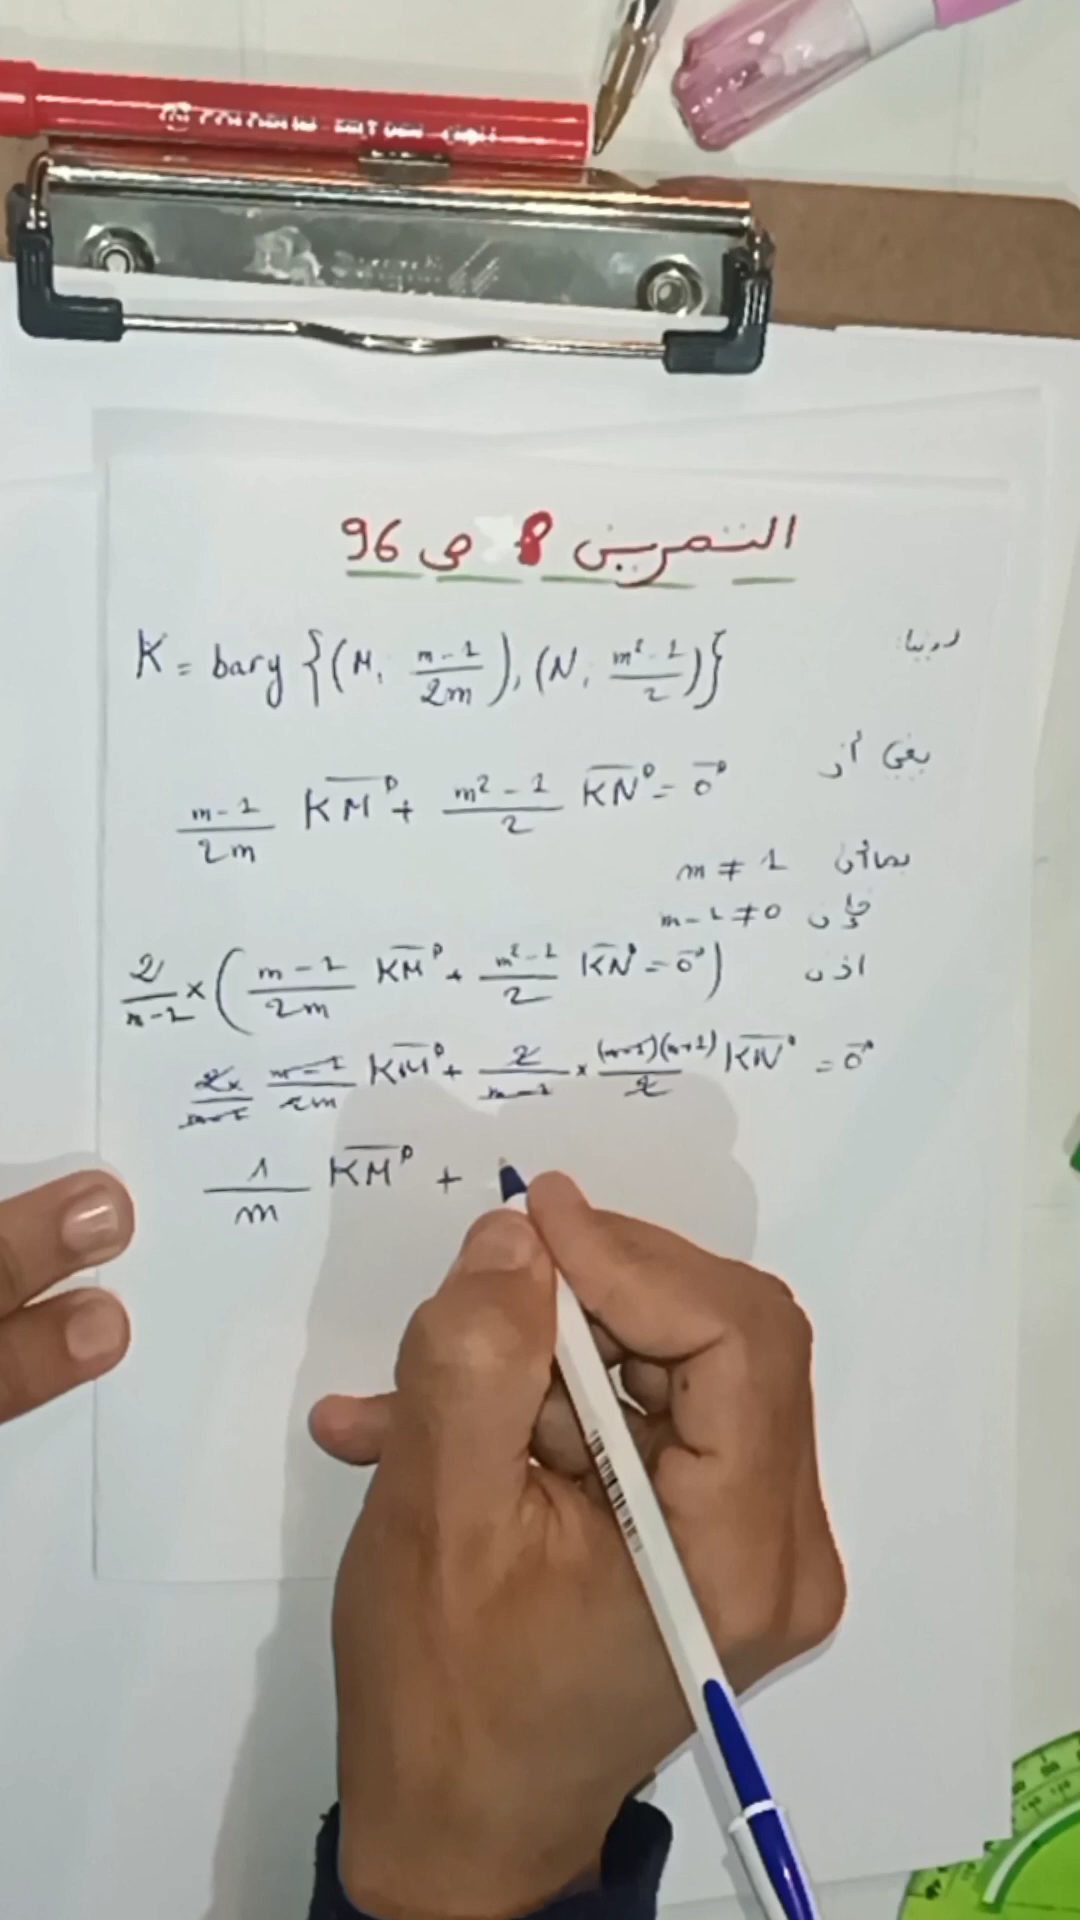 التمرين 8 ص 96
لدينا: K = bary {(M, m-1/2m), (N, m²-1/2)}
يعني أن
m-1/2m KM→ + m²-1/2 KN→ = 0→
بما أن m ≠ 1
فإن m-1 ≠ 0
اذن 2/m-1 × (m-1/2m KM→ + m²-1/2 KN→ = 0→)
2/m-1 × m-1/2m KM→ + 2/m-1 × (m-1)(m+1)/2 KN→ = 0→
1/m KM→ +